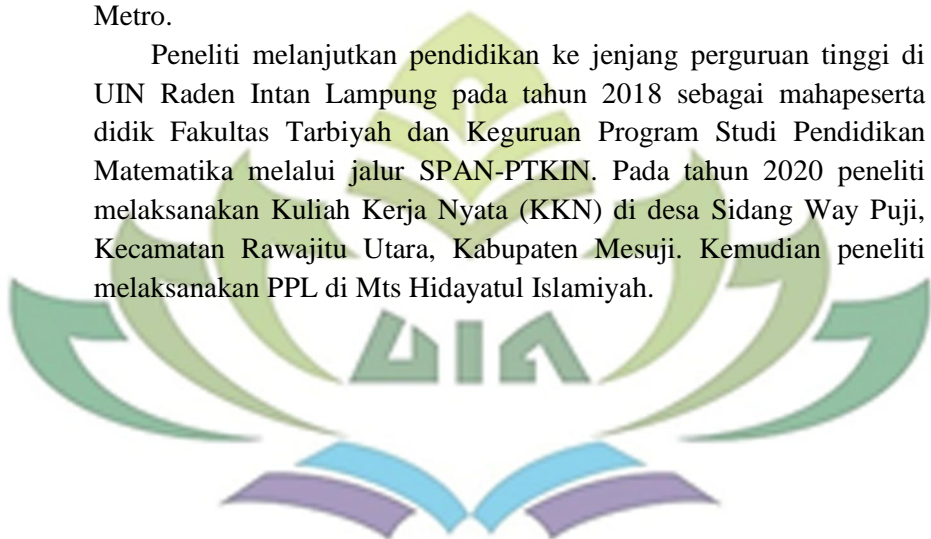 Metro.
Peneliti melanjutkan pendidikan ke jenjang perguruan tinggi di
UIN Raden Intan Lampung pada tahun 2018 sebagai mahapeserta
didik Fakultas Tarbiyah dan Keguruan Program Studi Pendidikan
Matematika melalui jalur SPAN-PTKIN. Pada tahun 2020 peneliti
melaksanakan Kuliah Kerja Nyata (KKN) di desa Sidang Way Puji,
Kecamatan Rawajitu Utara, Kabupaten Mesuji. Kemudian peneliti
melaksanakan PPL di Mts Hidayatul Islamiyah.
UIN